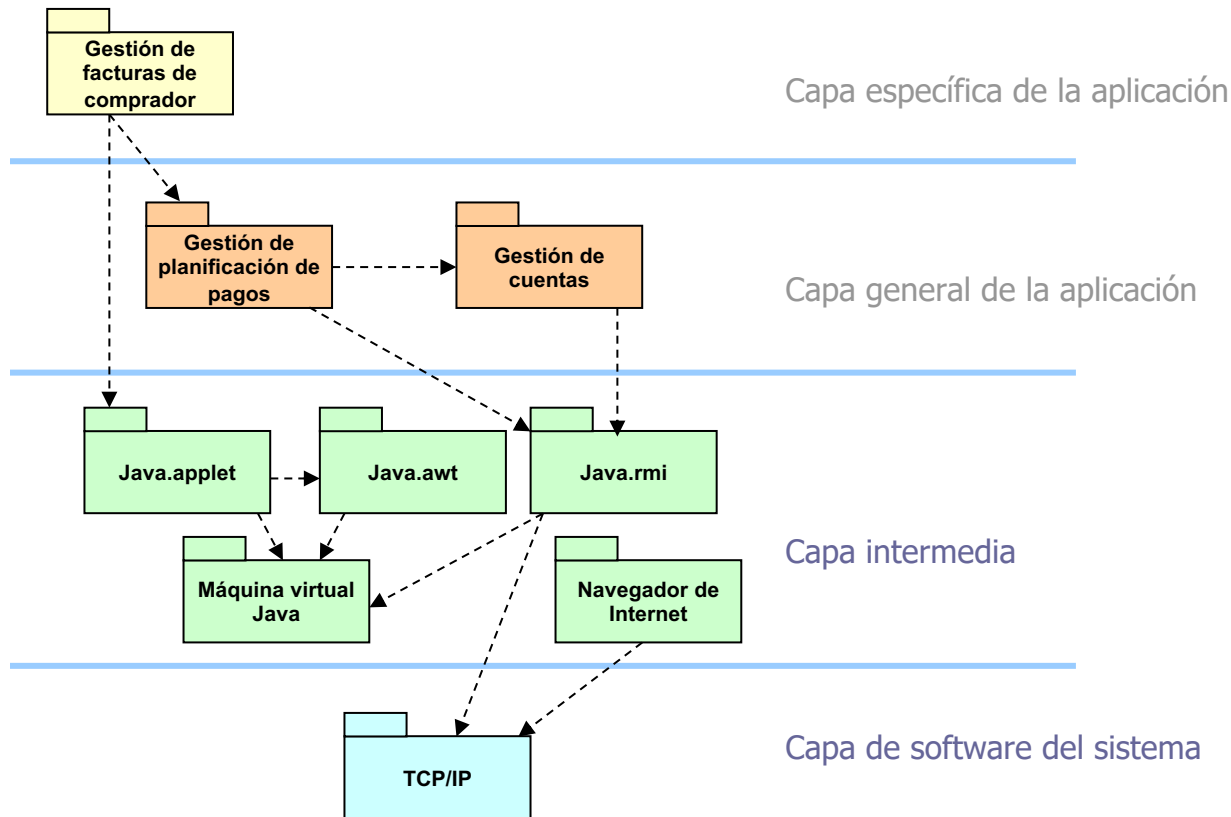 Gestión de
facturas de
comprador
Capa específica de la aplicación
Gestión de
planificación de
pagos
Gestión de
cuentas
Capa general de la aplicación
Java.applet
Java.awt
Java.rmi
Máquina virtual
Java
Navegador de
Internet
Capa intermedia
TCP/IP
Capa de software del sistema